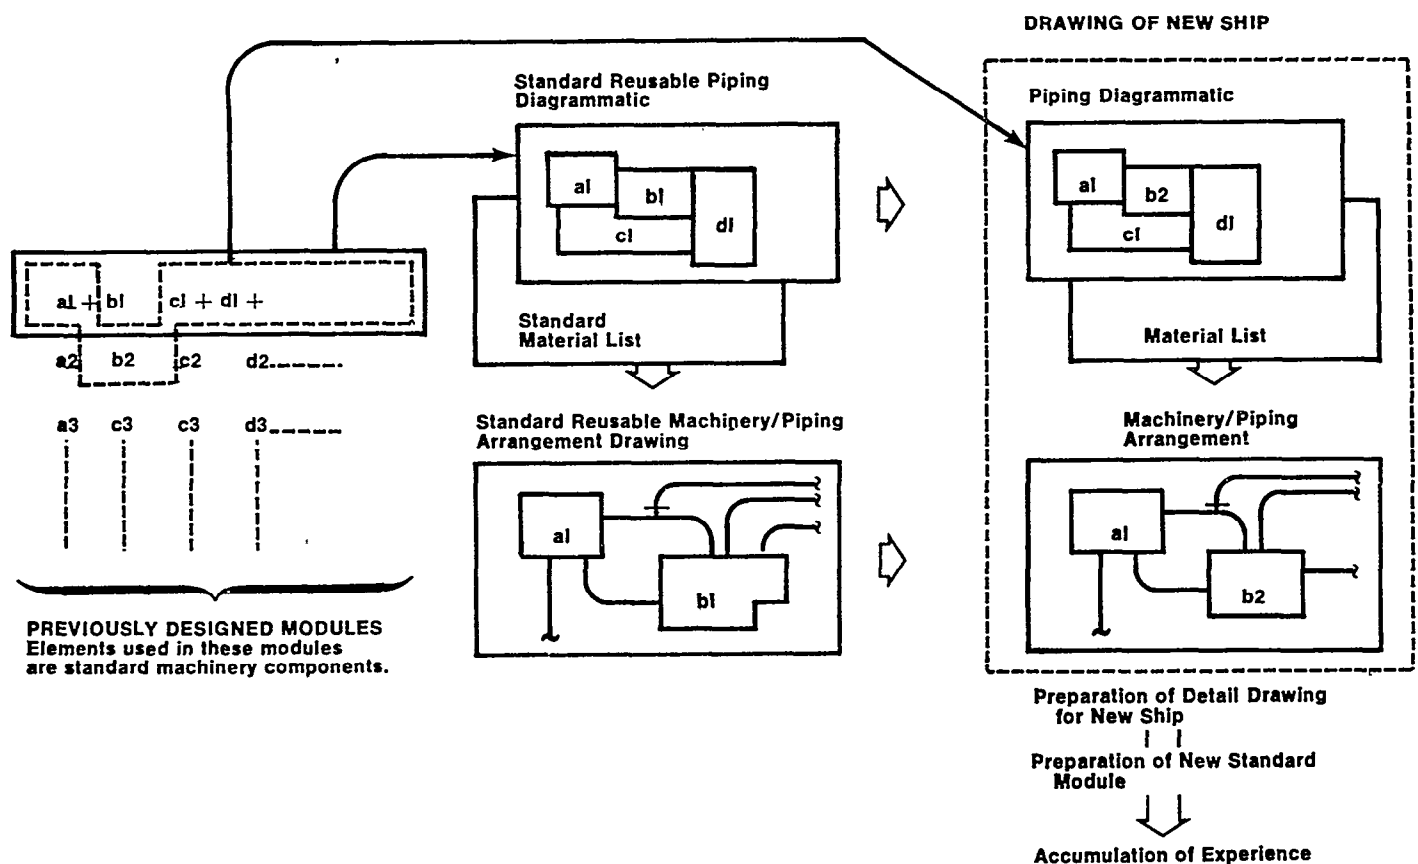 DRAWING OF NEW SHIP
Standard Reusable Piping
Diagrammatic
Piping Diagrammatic
a1
b1
c1
d1
a1
b2
c1
d1
a1 + b1 c1 + d1 +
a2 b2 c2 d2
a3 c3 c3 d3
Standard
Material List
Material List
Standard Reusable Machinery/Piping
Arrangement Drawing
Machinery/Piping
Arrangement
a1
b1
a1
b2
PREVIOUSLY DESIGNED MODULES
Elements used in these modules
are standard machinery components.
Preparation of Detail Drawing
for New Ship
Preparation of New Standard
Module
Accumulation of Experience